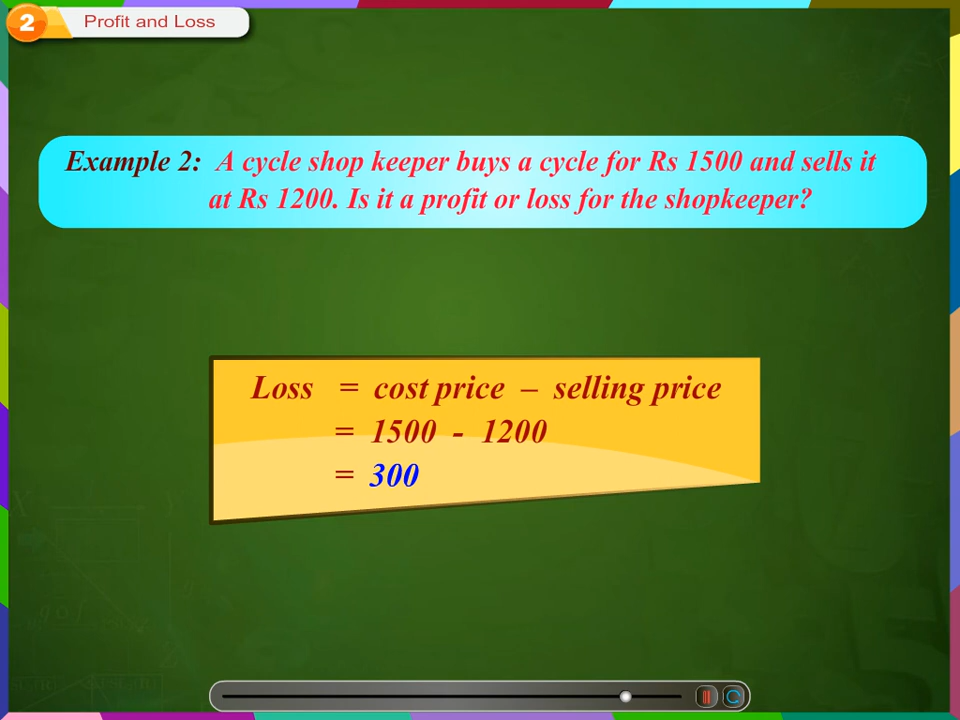 2 Profit and Loss
Example 2: A cycle shop keeper buys a cycle for Rs 1500 and sells it
at Rs 1200. Is it a profit or loss for the shopkeeper?
Loss = cost price – selling price
= 1500 - 1200
= 300